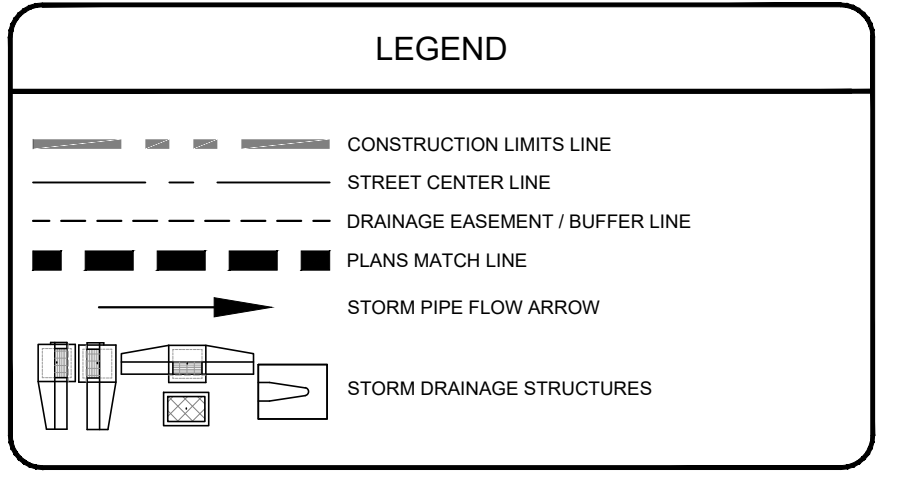 LEGEND
CONSTRUCTION LIMITS LINE
STREET CENTER LINE
DRAINAGE EASEMENT / BUFFER LINE
PLANS MATCH LINE
STORM PIPE FLOW ARROW
STORM DRAINAGE STRUCTURES